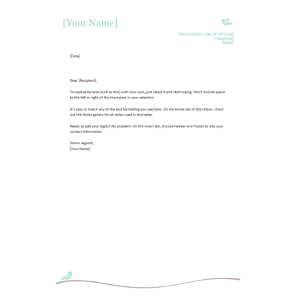 [Your Name]
[Street Address, City, ST ZIP Code]
[Telephone]
[Email]
[Date]
Dear [Recipient],
To replace tip text (such as this) with your own, just select it and start typing. Don't include space
to the left or right of the characters in your selection.
It's easy to match any of the text formatting you see here. On the Home tab of the ribbon, check
out the Styles gallery for all styles used in this letter.
Ready to add your digits? No problem! On the Insert tab, choose Header and Footer to add your
contact information.
Warm regards,
[Your Name]